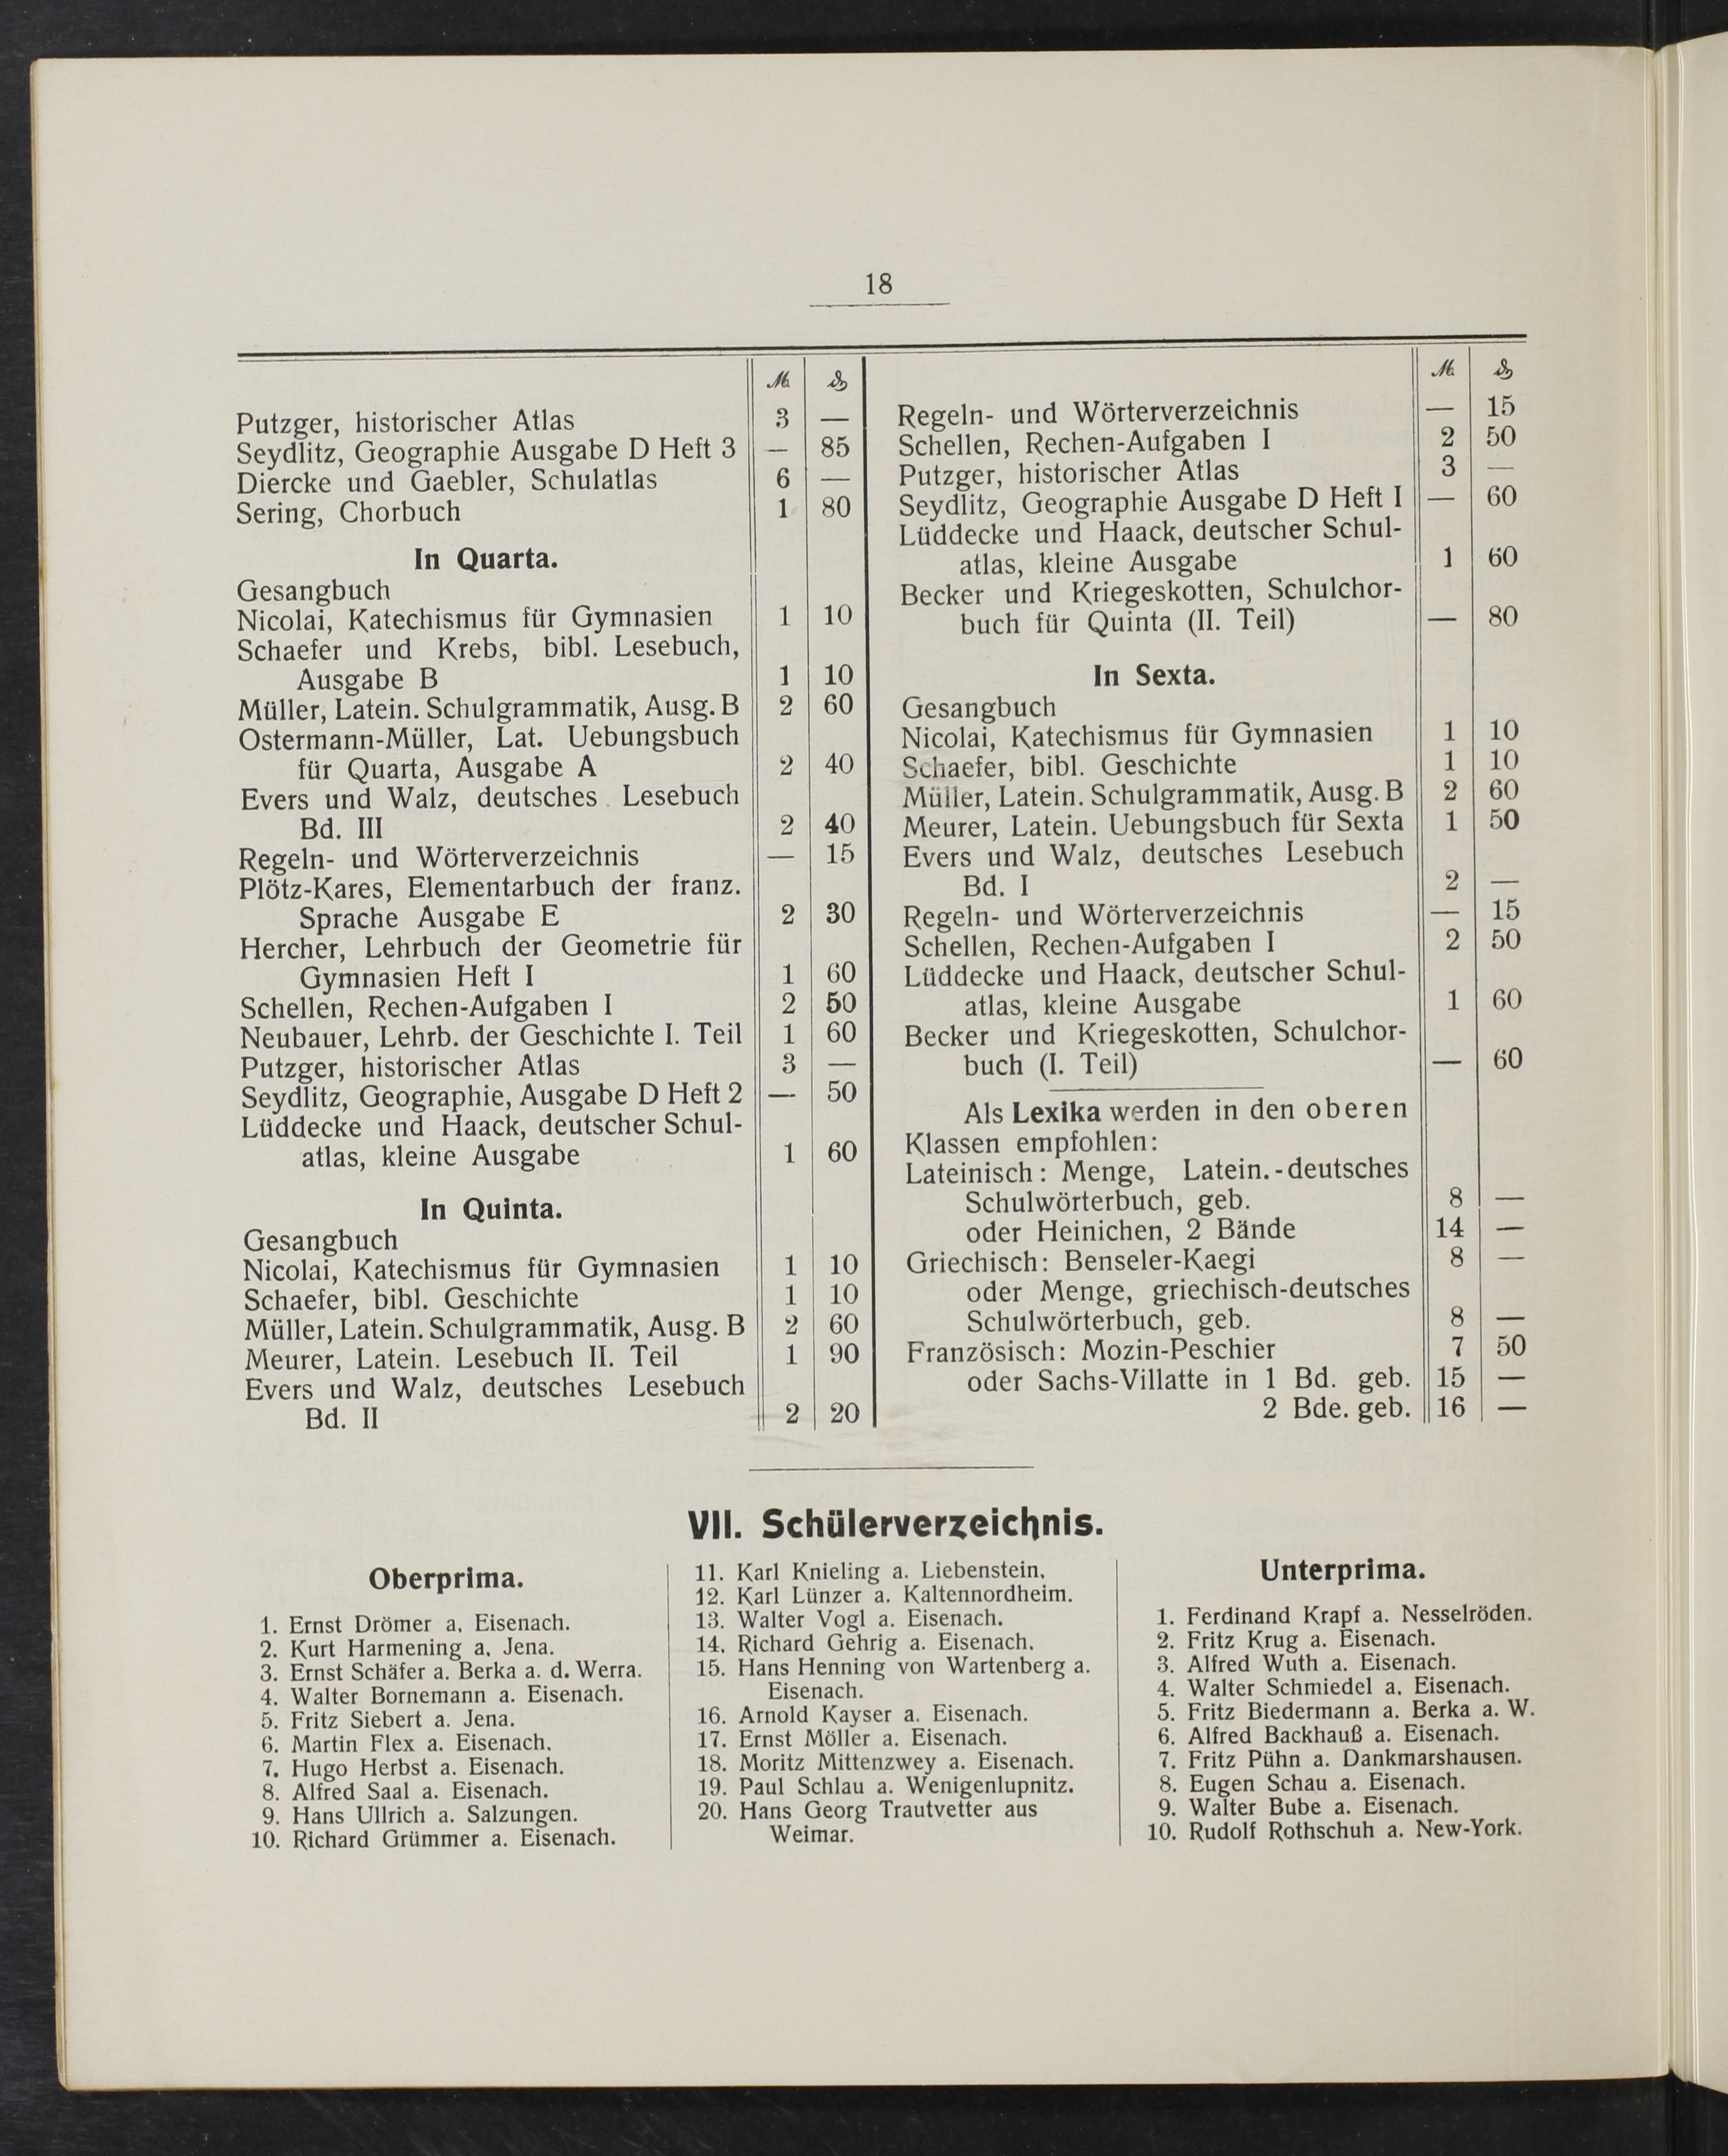 18
M ₰
Putzger, historischer Atlas 3 —
Seydlitz, Geographie Ausgabe D Heft 3 — 85
Diercke und Gaebler, Schulatlas 6 —
Sering, Chorbuch 1 80
In Quarta.
Gesangbuch
Nicolai, Katechismus für Gymnasien 1 10
Schaefer und Krebs, bibl. Lesebuch,
Ausgabe B 1 10
Müller, Latein. Schulgrammatik, Ausg. B 2 60
Ostermann-Müller, Lat. Uebungsbuch
für Quarta, Ausgabe A 2 40
Evers und Walz, deutsches Lesebuch
Bd. III 2 40
Regeln- und Wörterverzeichnis — 15
Plötz-Kares, Elementarbuch der franz.
Sprache Ausgabe E 2 30
Hercher, Lehrbuch der Geometrie für
Gymnasien Heft I 1 60
Schellen, Rechen-Aufgaben I 2 50
Neubauer, Lehrb. der Geschichte I. Teil 1 60
Putzger, historischer Atlas 3 —
Seydlitz, Geographie, Ausgabe D Heft 2 — 50
Lüddecke und Haack, deutscher Schul-
atlas, kleine Ausgabe 1 60
In Quinta.
Gesangbuch
Nicolai, Katechismus für Gymnasien 1 10
Schaefer, bibl. Geschichte 1 10
Müller, Latein. Schulgrammatik, Ausg. B 2 60
Meurer, Latein. Lesebuch II. Teil 1 90
Evers und Walz, deutsches Lesebuch
Bd. II 2 20
M ₰
Regeln- und Wörterverzeichnis — 15
Schellen, Rechen-Aufgaben I 2 50
Putzger, historischer Atlas 3 —
Seydlitz, Geographie Ausgabe D Heft I — 60
Lüddecke und Haack, deutscher Schul-
atlas, kleine Ausgabe 1 60
Becker und Kriegeskotten, Schulchor-
buch für Quinta (II. Teil) — 80
In Sexta.
Gesangbuch
Nicolai, Katechismus für Gymnasien 1 10
Schaefer, bibl. Geschichte 1 10
Müller, Latein. Schulgrammatik, Ausg. B 2 60
Meurer, Latein. Uebungsbuch für Sexta 1 50
Evers und Walz, deutsches Lesebuch
Bd. I 2 —
Regeln- und Wörterverzeichnis — 15
Schellen, Rechen-Aufgaben I 2 50
Lüddecke und Haack, deutscher Schul-
atlas, kleine Ausgabe 1 60
Becker und Kriegeskotten, Schulchor-
buch (I. Teil) — 60
Als Lexika werden in den oberen
Klassen empfohlen:
Lateinisch: Menge, Latein.-deutsches
Schulwörterbuch, geb. 8 —
oder Heinichen, 2 Bände 14 —
Griechisch: Benseler-Kaegi 8 —
oder Menge, griechisch-deutsches
Schulwörterbuch, geb. 8 —
Französisch: Mozin-Peschier 7 50
oder Sachs-Villatte in 1 Bd. geb. 15 —
2 Bde. geb. 16 —
VII. Schülerverzeichnis.
Oberprima.
1. Ernst Drömer a. Eisenach.
2. Kurt Harmening a. Jena.
3. Ernst Schäfer a. Berka a. d. Werra.
4. Walter Bornemann a. Eisenach.
5. Fritz Siebert a. Jena.
6. Martin Flex a. Eisenach.
7. Hugo Herbst a. Eisenach.
8. Alfred Saal a. Eisenach.
9. Hans Ullrich a. Salzungen.
10. Richard Grümmer a. Eisenach.
11. Karl Knieling a. Liebenstein.
12. Karl Lünzer a. Kaltennordheim.
13. Walter Vogl a. Eisenach.
14. Richard Gehrig a. Eisenach.
15. Hans Henning von Wartenberg a.
Eisenach.
16. Arnold Kayser a. Eisenach.
17. Ernst Möller a. Eisenach.
18. Moritz Mittenzwey a. Eisenach.
19. Paul Schlau a. Wenigenlupnitz.
20. Hans Georg Trautvetter aus
Weimar.
Unterprima.
1. Ferdinand Krapf a. Nesselröden.
2. Fritz Krug a. Eisenach.
3. Alfred Wuth a. Eisenach.
4. Walter Schmiedel a. Eisenach.
5. Fritz Biedermann a. Berka a. W.
6. Alfred Backhauß a. Eisenach.
7. Fritz Pühn a. Dankmarshausen.
8. Eugen Schau a. Eisenach.
9. Walter Bube a. Eisenach.
10. Rudolf Rothschuh a. New-York.